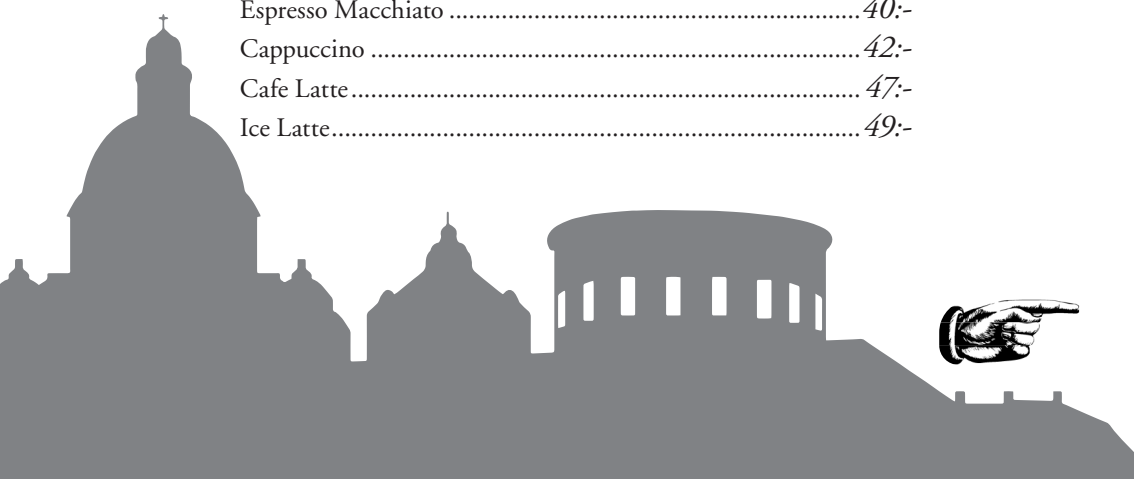 Espresso Macchiato ................................................................................40:-
Cappuccino ...............................................................................................42:-
Cafe Latte...................................................................................................47:-
Ice Latte......................................................................................................49:-